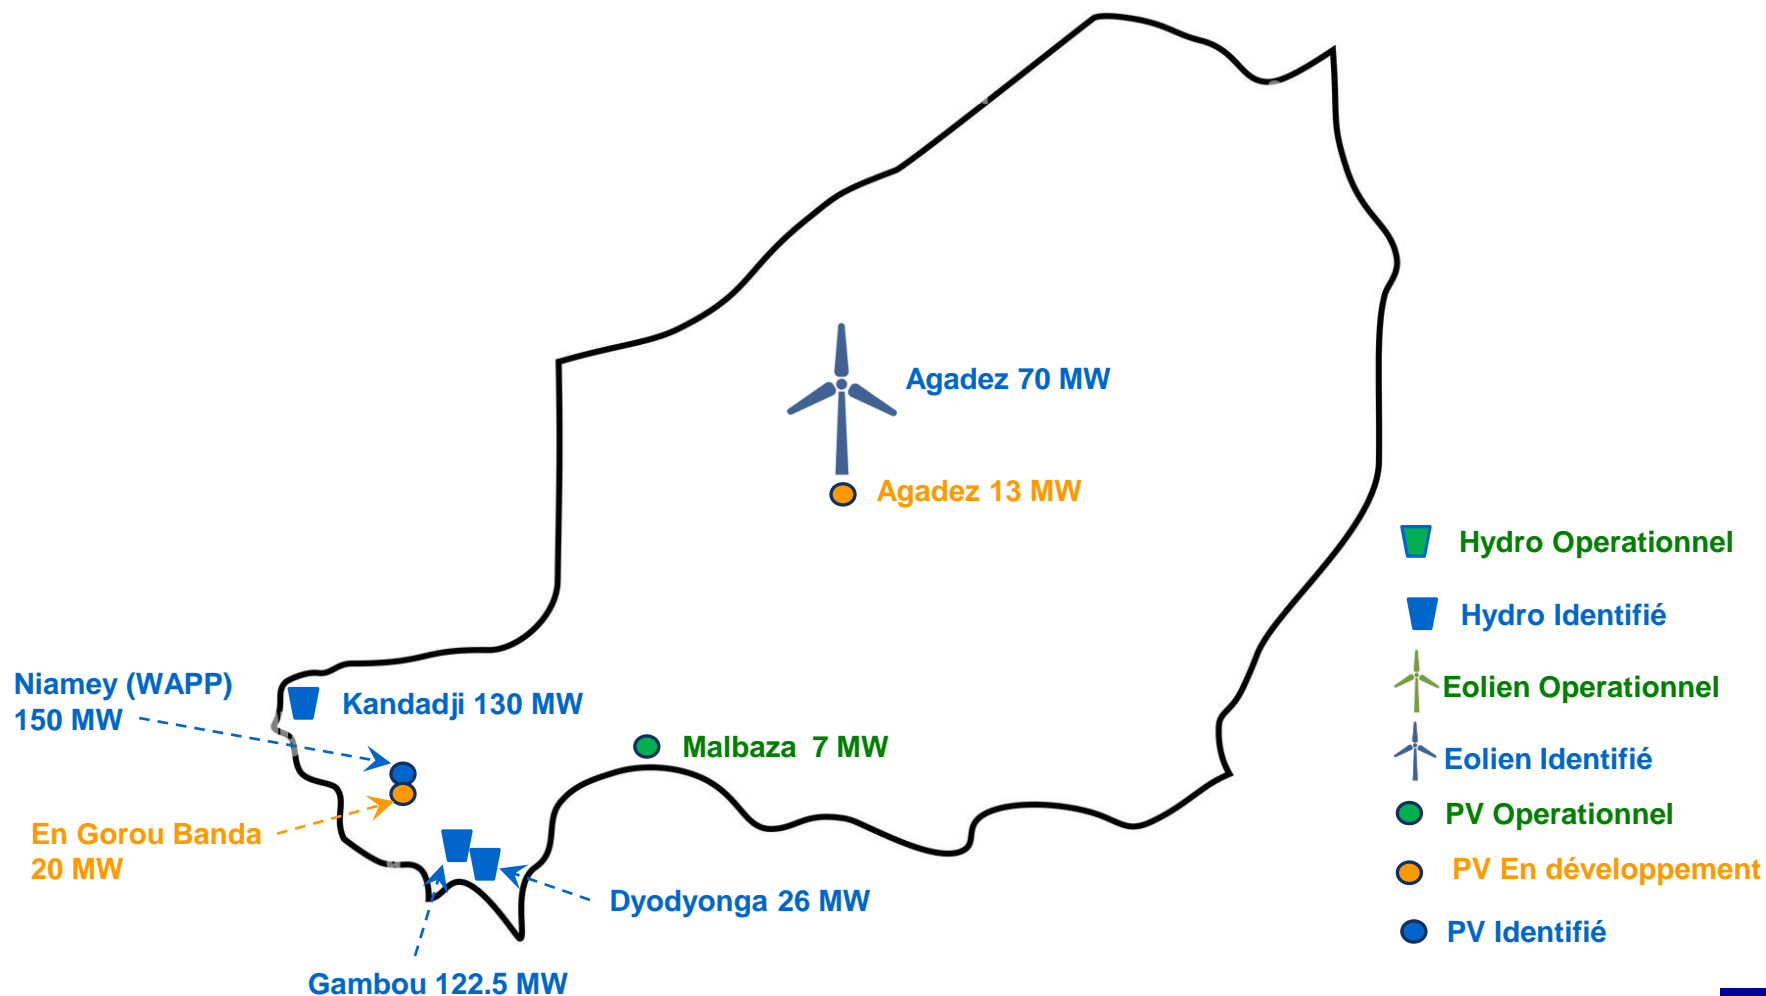 Agadez 70 MW
Agadez 13 MW
Niamey (WAPP)
150 MW
Kandadji 130 MW
Malbaza 7 MW
En Gorou Banda
20 MW
Dyodyonga 26 MW
Gambou 122.5 MW
Hydro Operationnel
Hydro Identifié
Eolien Operationnel
Eolien Identifié
PV Operationnel
PV En développement
PV Identifié